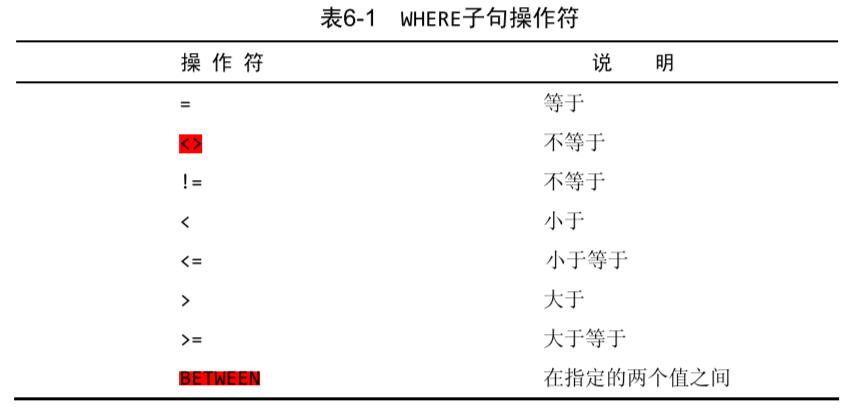 表6-1 WHERE子句操作符
操 作 符 说 明
= 等于
<> 不等于
!= 不等于
< 小于
<= 小于等于
> 大于
>= 大于等于
BETWEEN 在指定的两个值之间